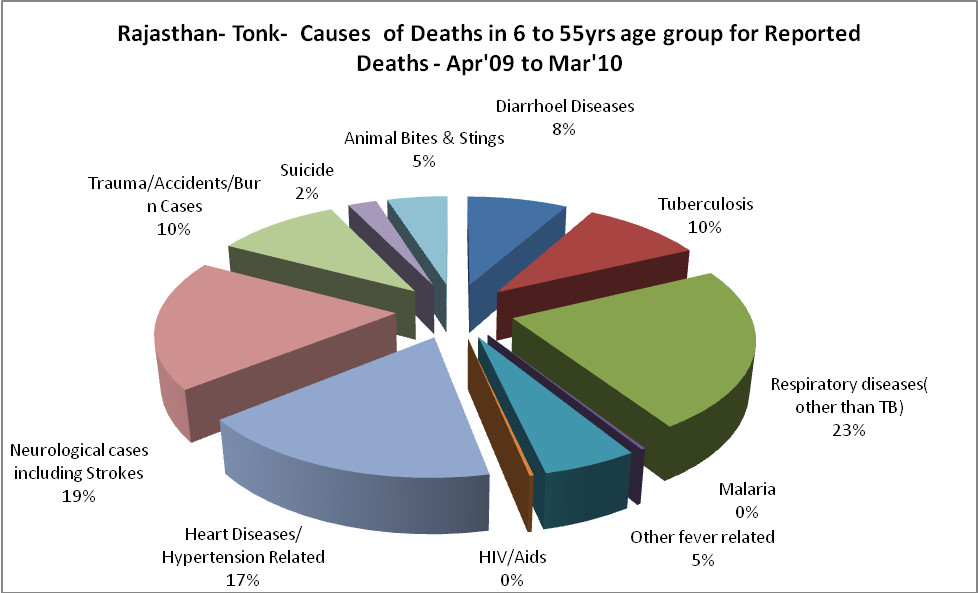 Rajasthan- Tonk- Causes of Deaths in 6 to 55yrs age group for Reported
Deaths - Apr'09 to Mar'10
Diarrhoel Diseases
8%
Animal Bites & Stings
5%
Suicide
2%
Trauma/Accidents/Bur
n Cases
10%
Tuberculosis
10%
Respiratory diseases(
other than TB)
23%
Neurological cases
including Strokes
19%
Malaria
0%
Other fever related
5%
Heart Diseases/
Hypertension Related
17%
HIV/Aids
0%